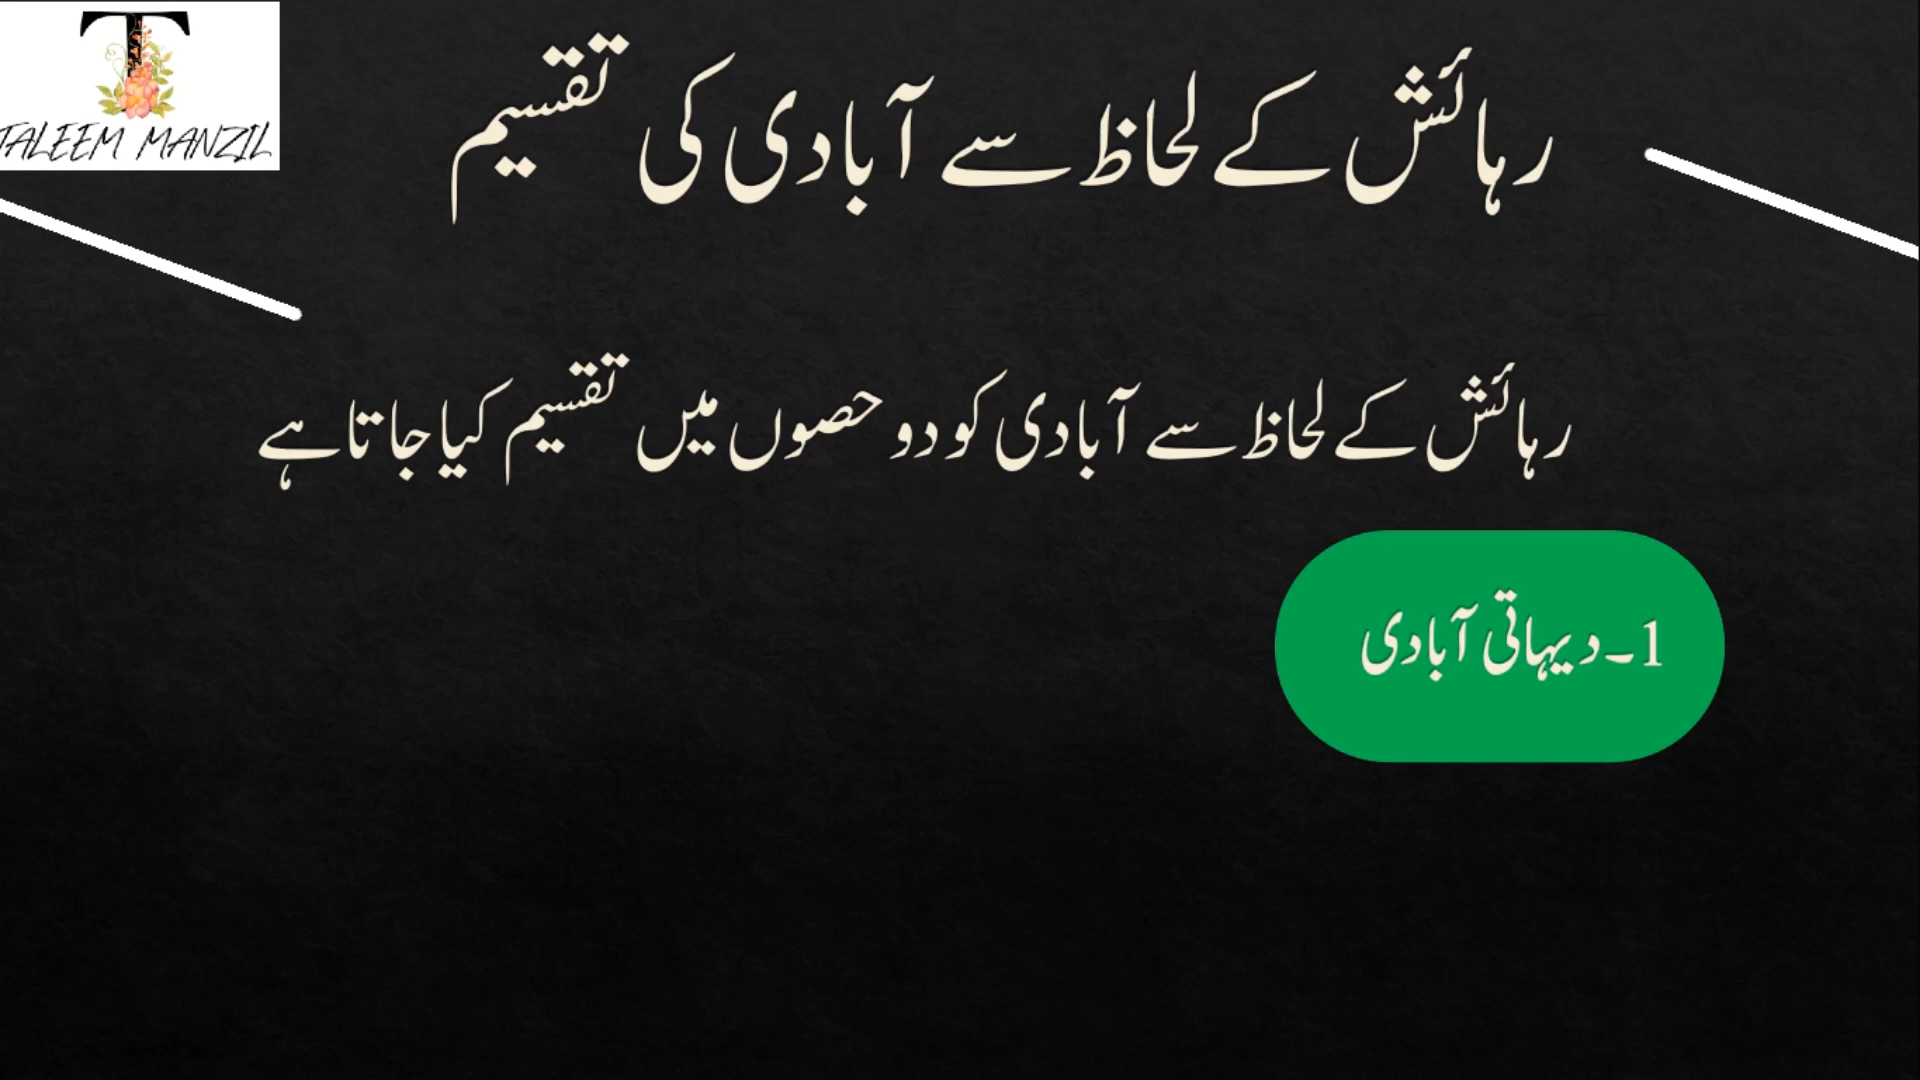 TALEEM MANZIL
رہائش کے لحاظ سے آبادی کی تقسیم
رہائش کے لحاظ سے آبادی کو دو حصوں میں تقسیم کیا جاتا ہے
1۔دیہاتی آبادی